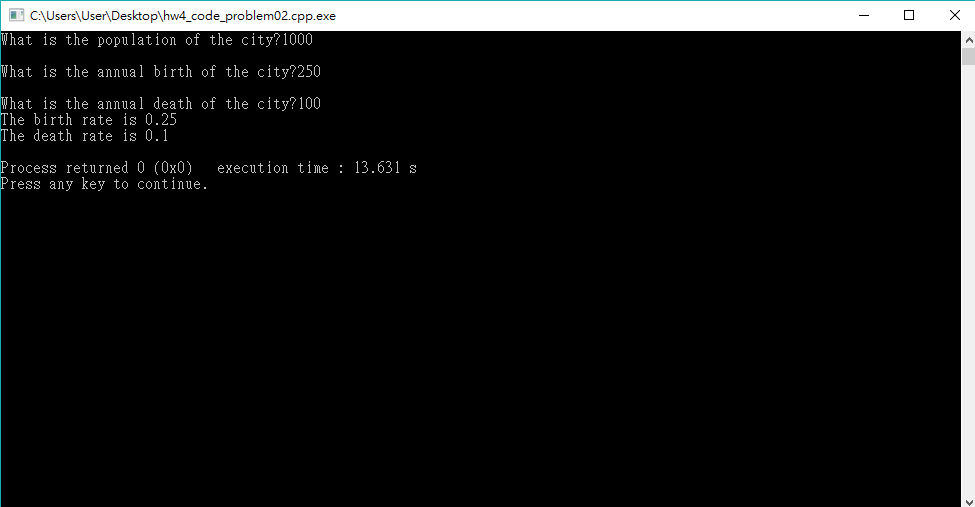 C:\Users\User\Desktop\hw4_code_problem02.cpp.exe
What is the population of the city?1000
What is the annual birth of the city?250
What is the annual death of the city?100
The birth rate is 0.25
The death rate is 0.1
Process returned 0 (0x0)   execution time : 13.631 s
Press any key to continue.